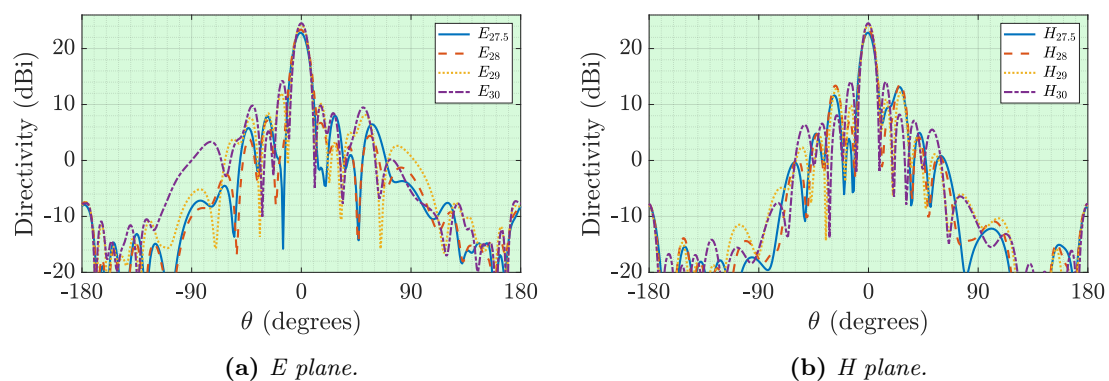 20
10
0
-10
-20
-180
-90
0
90
180
Directivity (dBi)
θ (degrees)
E27.5
E28
E29
E30
(a) E plane.
20
10
0
-10
-20
-180
-90
0
90
180
Directivity (dBi)
θ (degrees)
H27.5
H28
H29
H30
(b) H plane.